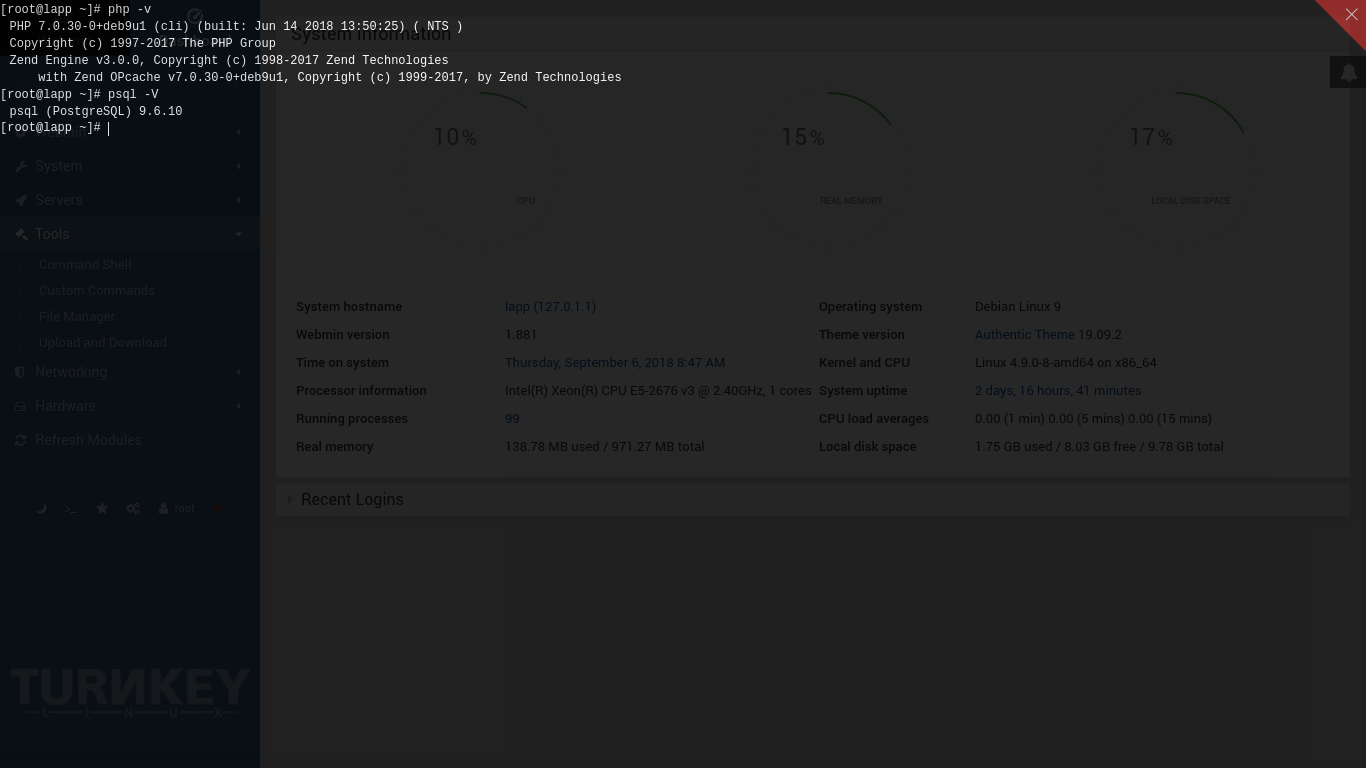 [root@lapp ~]# php -v
PHP 7.0.30-0+deb9u1 (cli) (built: Jun 14 2018 13:50:25) ( NTS )
Copyright (c) 1997-2017 The PHP Group
Zend Engine v3.0.0, Copyright (c) 1998-2017 Zend Technologies
with Zend OPcache v7.0.30-0+deb9u1, Copyright (c) 1999-2017, by Zend Technologies
[root@lapp ~]# psql -V
psql (PostgreSQL) 9.6.10
[root@lapp ~]#
System Information
System
Servers
Tools
Command Shell
Custom Commands
File Manager
Upload and Download
Networking
Hardware
Refresh Modules
root
TURNKEY
LINUX
10% 15% 17%
CPU REAL MEMORY LOCAL DISK SPACE
System hostname lapp (127.0.1.1) Operating system Debian Linux 9
Webmin version 1.881 Theme version Authentic Theme 19.09.2
Time on system Thursday, September 6, 2018 8:47 AM Kernel and CPU Linux 4.9.0-8-amd64 on x86_64
Processor information Intel(R) Xeon(R) CPU E5-2676 v3 @ 2.40GHz, 1 cores System uptime 2 days, 16 hours, 41 minutes
Running processes 99 CPU load averages 0.00 (1 min) 0.00 (5 mins) 0.00 (15 mins)
Real memory 138.78 MB used / 971.27 MB total Local disk space 1.75 GB used / 8.03 GB free / 9.78 GB total
Recent Logins